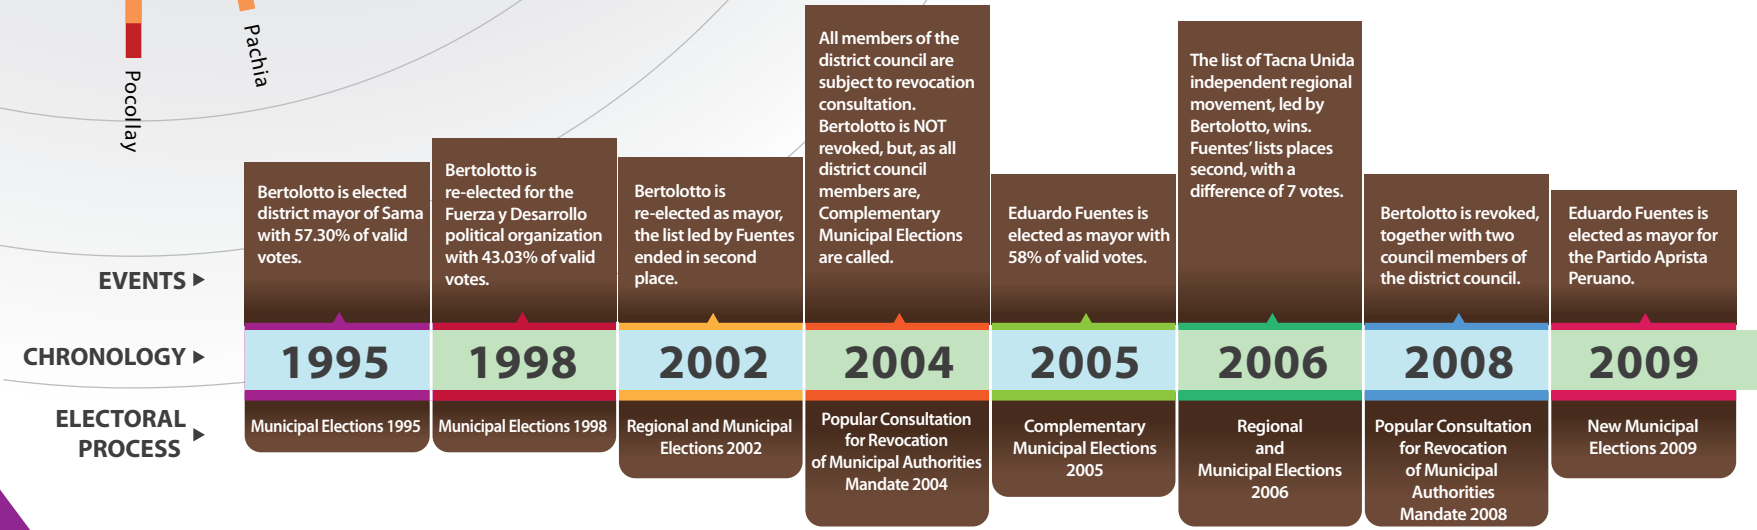 Pocollay
Pachia
EVENTS
Bertolotto is elected
district mayor of Sama
with 57.30% of valid
votes.
Bertolotto is
re-elected for the
Fuerza y Desarrollo
political organization
with 43.03% of valid
votes.
Bertolotto is
re-elected as mayor,
the list led by Fuentes
ended in second
place.
All members of the
district council are
subject to revocation
consultation.
Bertolotto is NOT
revoked, but, as all
district council
members are,
Complementary
Municipal Elections
are called.
Eduardo Fuentes is
elected as mayor with
58% of valid votes.
The list of Tacna Unida
independent regional
movement, led by
Bertolotto, wins.
Fuentes' lists places
second, with a
difference of 7 votes.
Bertolotto is revoked,
together with two
council members of
the district council.
Eduardo Fuentes is
elected as mayor for
the Partido Aprista
Peruano.
CHRONOLOGY
1995
1998
2002
2004
2005
2006
2008
2009
ELECTORAL
PROCESS
Municipal Elections 1995
Municipal Elections 1998
Regional and Municipal
Elections 2002
Popular Consultation
for Revocation
of Municipal Authorities
Mandate 2004
Complementary
Municipal Elections
2005
Regional
and
Municipal Elections
2006
Popular Consultation
for Revocation
of Municipal
Authorities
Mandate 2008
New Municipal
Elections 2009